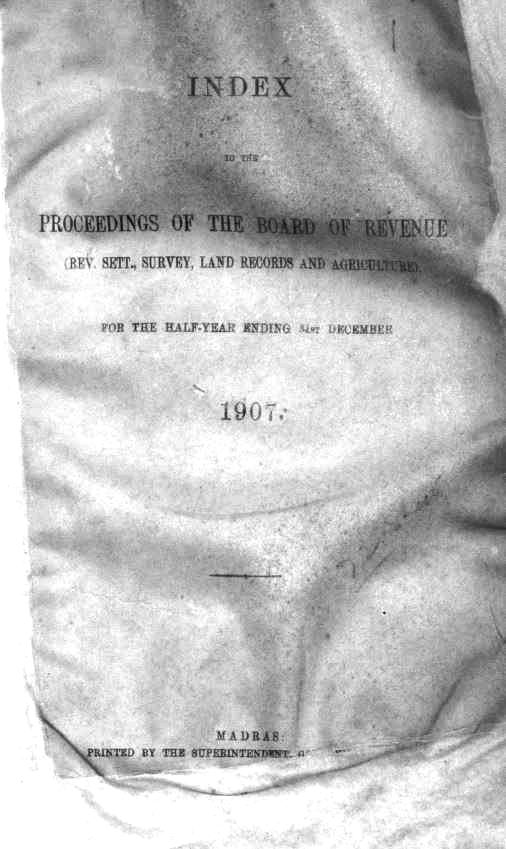 INDEX
TO THE
PROCEEDINGS OF THE BOARD OF REVENUE
(REV. SETT., SURVEY, LAND RECORDS AND AGRICULTURE),
FOR THE HALF-YEAR ENDING 31ST DECEMBER
1907.
MADRAS:
PRINTED BY THE SUPERINTENDENT,